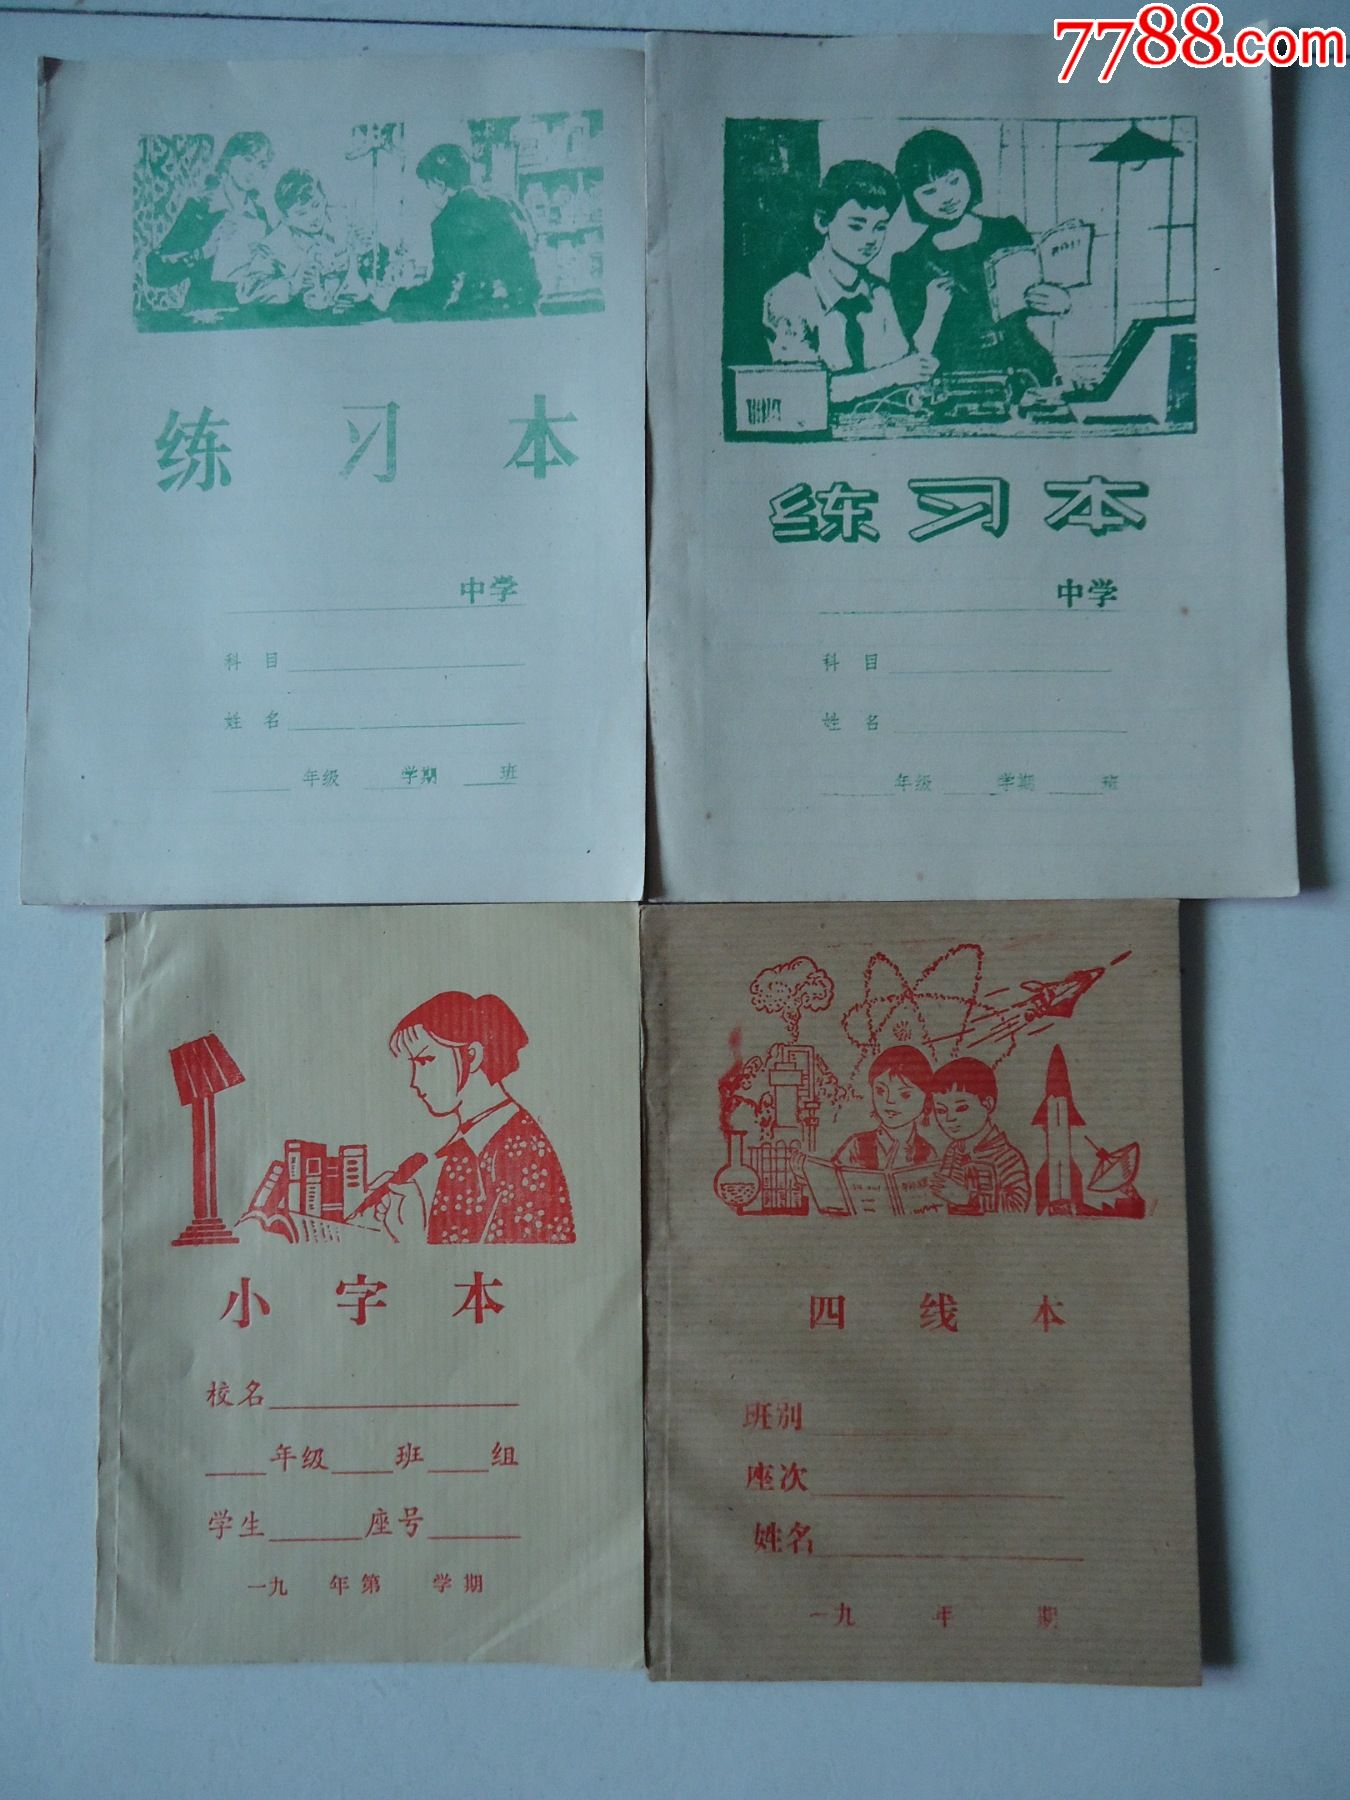 7788.com
练习本
中学
科目
姓名
年级 学期 班
练习本
中学
科目
姓名
年级 学期 班
小字本
校名
年级 班 组
学生 座号
一九 年第 学期
四线本
班别
座次
姓名
一九 年 期